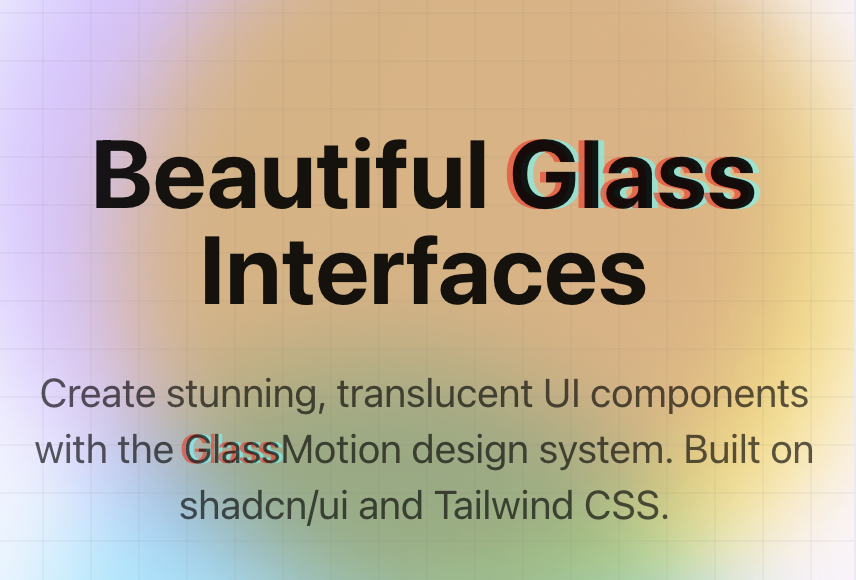 Beautiful Glass
Interfaces
Create stunning, translucent UI components
with the GlassMotion design system. Built on
shadcn/ui and Tailwind CSS.